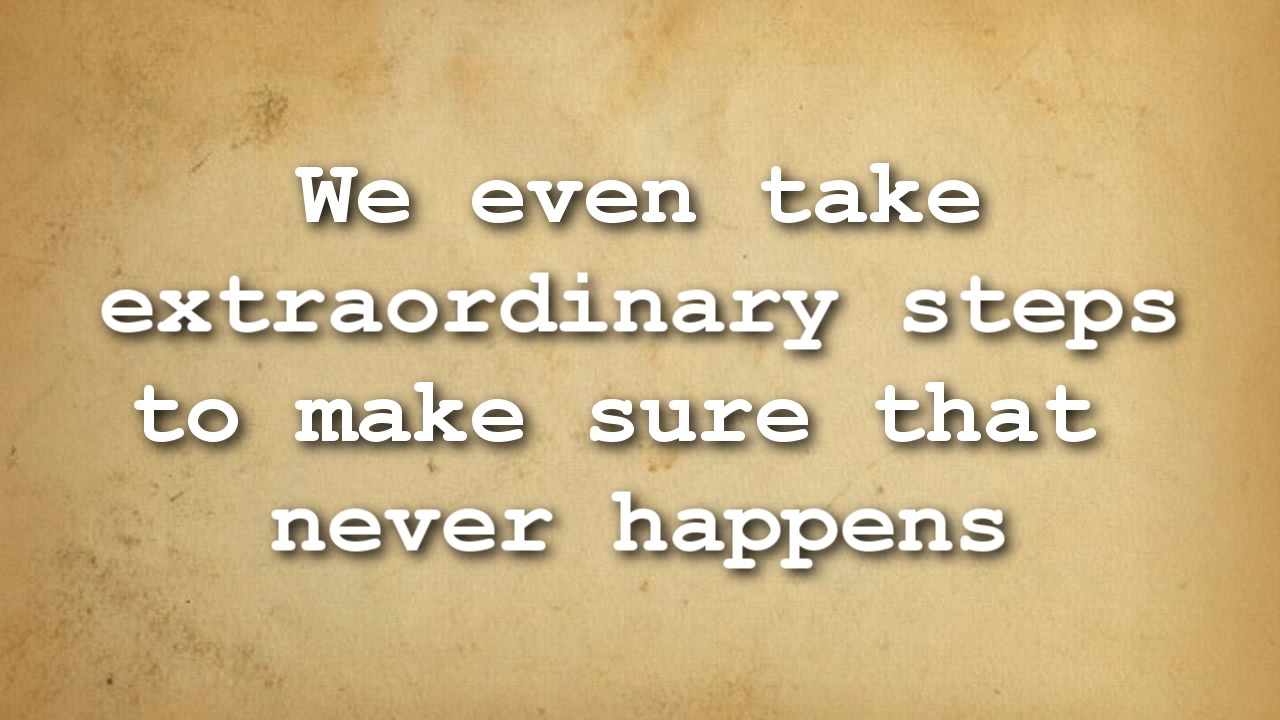 We even take
extraordinary steps
to make sure that
never happens